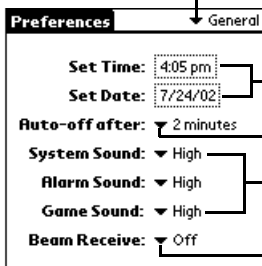 Preferences General
Set Time: 4:05 pm
Set Date: 7/24/02
Auto-off after: 2 minutes
System Sound: High
Alarm Sound: High
Game Sound: High
Beam Receive: Off